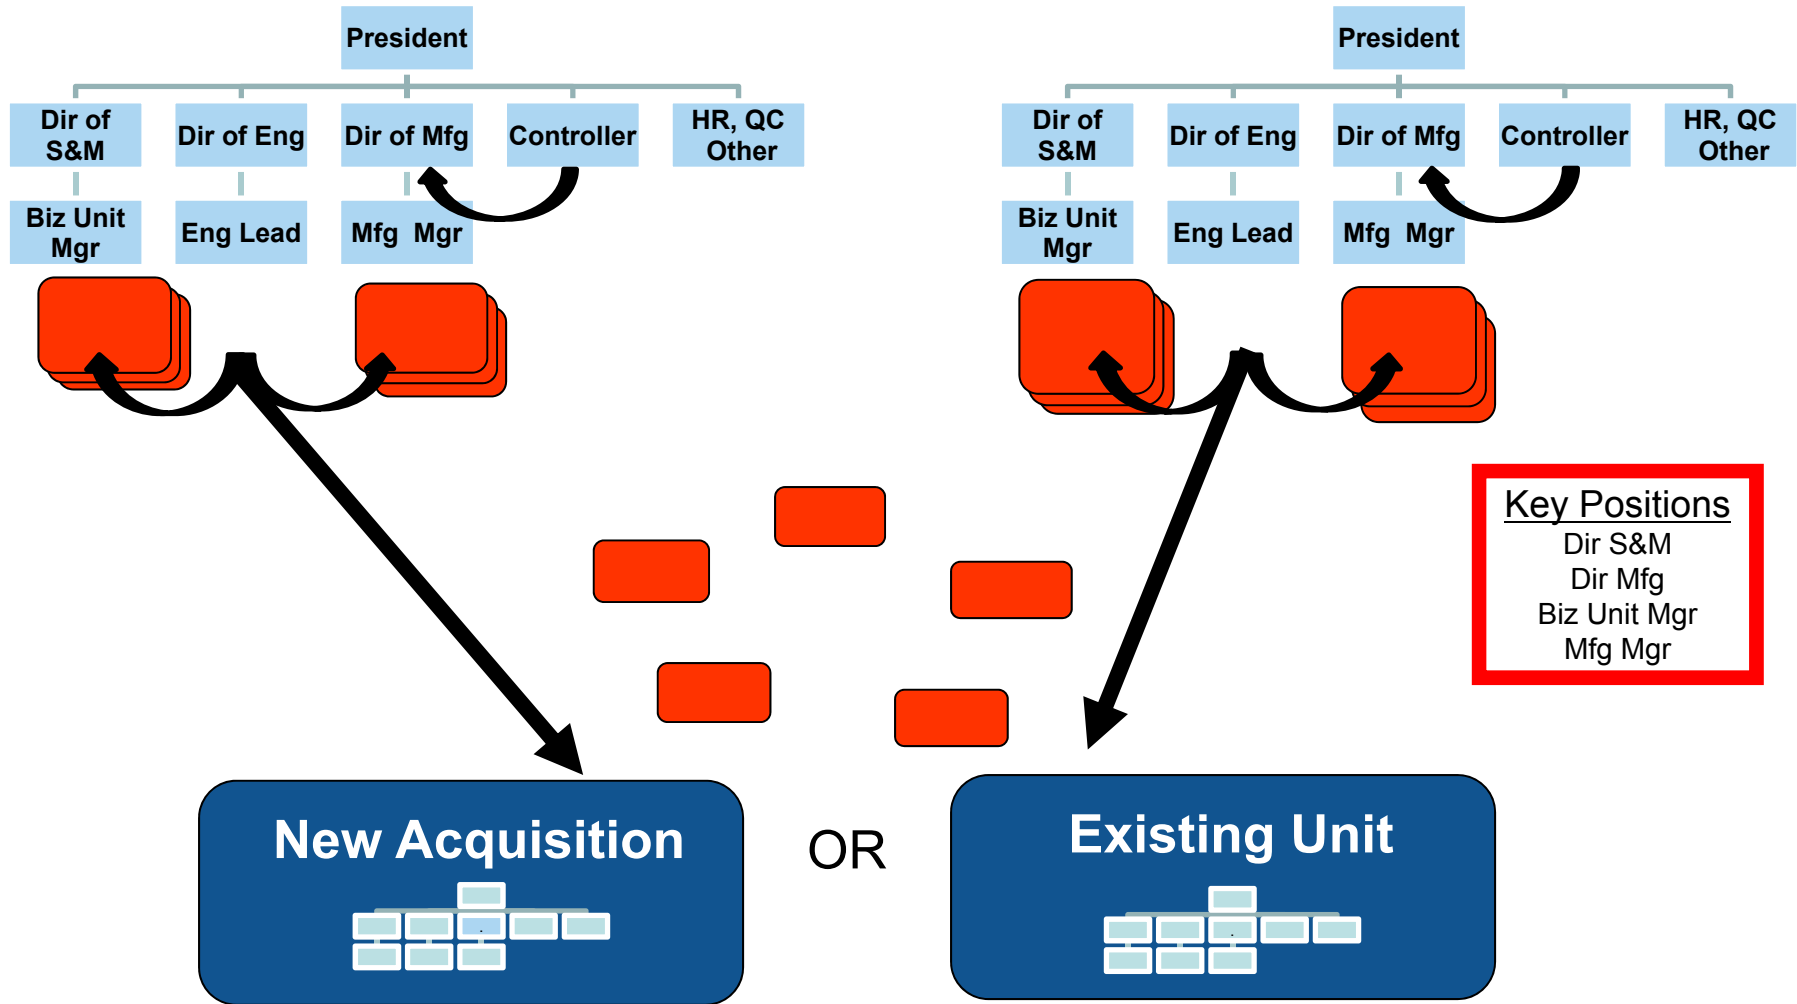 President
Dir of
S&M
Dir of Eng
Dir of Mfg
Controller
HR, QC
Other
Biz Unit
Mgr
Eng Lead
Mfg Mgr
President
Dir of
S&M
Dir of Eng
Dir of Mfg
Controller
HR, QC
Other
Biz Unit
Mgr
Eng Lead
Mfg Mgr
Key Positions
Dir S&M
Dir Mfg
Biz Unit Mgr
Mfg Mgr
New Acquisition
.
OR
Existing Unit
.